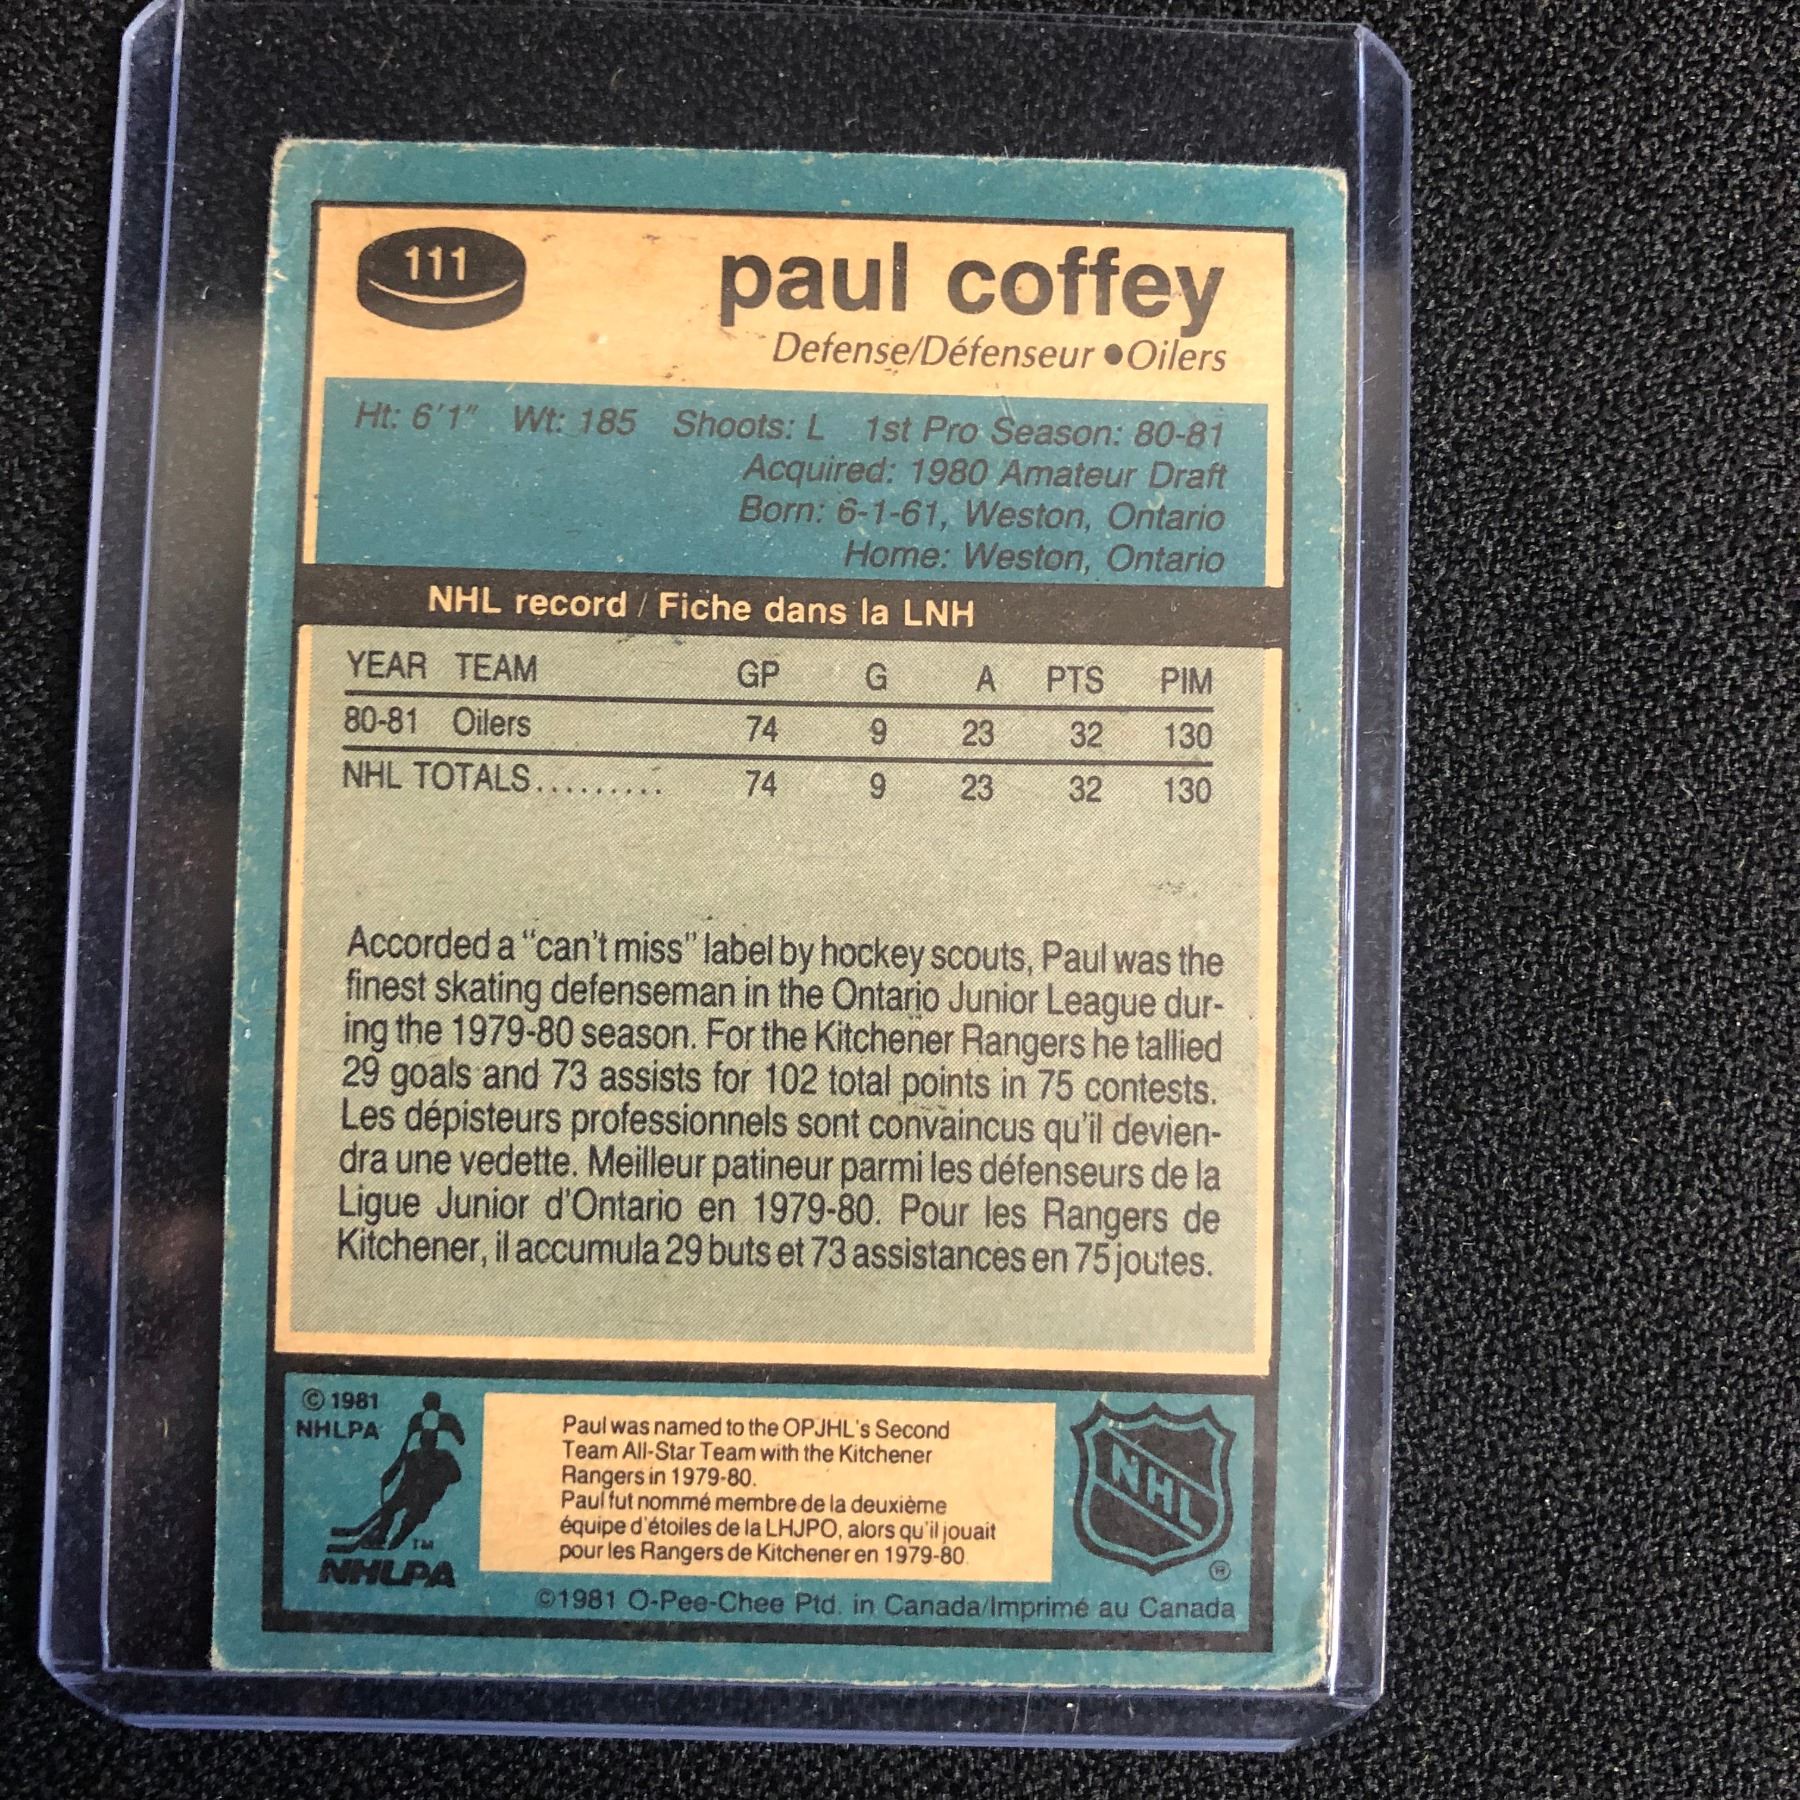 111
paul coffey
Defense/Défenseur ● Oilers
Ht: 6'1" Wt: 185 Shoots: L 1st Pro Season: 80-81
Acquired: 1980 Amateur Draft
Born: 6-1-61, Weston, Ontario
Home: Weston, Ontario
NHL record / Fiche dans la LNH
YEAR TEAM GP G A PTS PIM
80-81 Oilers 74 9 23 32 130
NHL TOTALS......... 74 9 23 32 130
Accorded a "can't miss" label by hockey scouts, Paul was the
finest skating defenseman in the Ontario Junior League dur-
ing the 1979-80 season. For the Kitchener Rangers he tallied
29 goals and 73 assists for 102 total points in 75 contests.
Les dépisteurs professionnels sont convaincus qu'il devien-
dra une vedette. Meilleur patineur parmi les défenseurs de la
Ligue Junior d'Ontario en 1979-80. Pour les Rangers de
Kitchener, il accumula 29 buts et 73 assistances en 75 joutes.
© 1981
NHLPA
TM
NHLPA
Paul was named to the OPJHL's Second
Team All-Star Team with the Kitchener
Rangers in 1979-80.
Paul fut nommé membre de la deuxième
équipe d'étoiles de la LHJPO, alors qu'il jouait
pour les Rangers de Kitchener en 1979-80.
NHL
®
©1981 O-Pee-Chee Ptd. in Canada/Imprimé au Canada